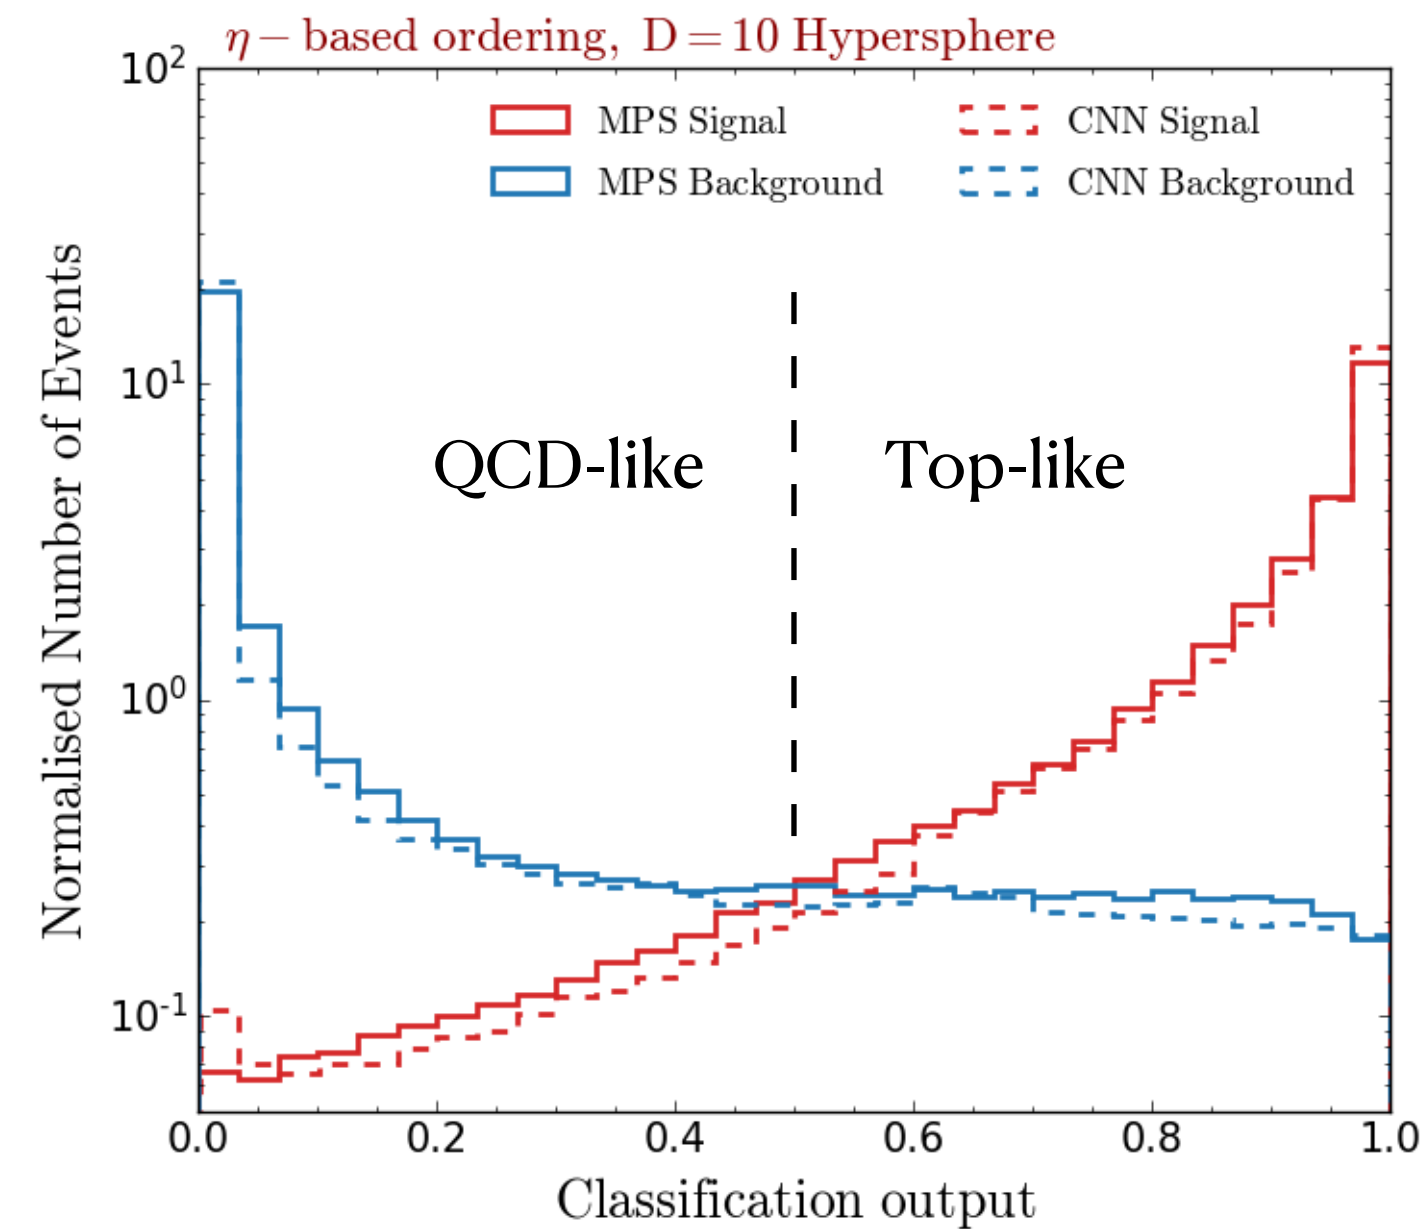 η − based ordering, D = 10 Hypersphere
MPS Signal
MPS Background
CNN Signal
CNN Background
QCD-like
Top-like
Normalised Number of Events
10²
10¹
10⁰
10⁻¹
0.0 0.2 0.4 0.6 0.8 1.0
Classification output